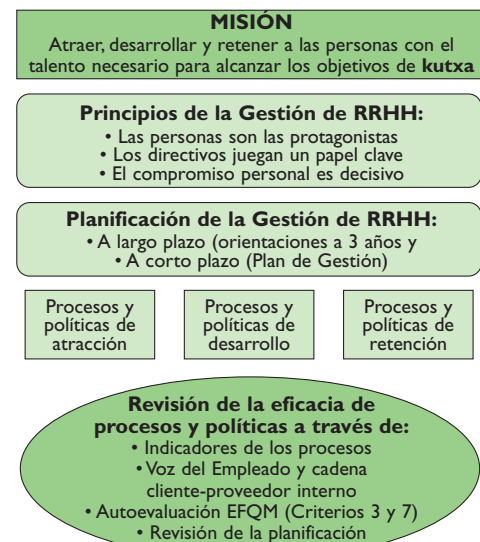 MISIÓN
Atraer, desarrollar y retener a las personas con el
talento necesario para alcanzar los objetivos de kutxa
Principios de la Gestión de RRHH:
• Las personas son las protagonistas
• Los directivos juegan un papel clave
• El compromiso personal es decisivo
Planificación de la Gestión de RRHH:
• A largo plazo (orientaciones a 3 años y
• A corto plazo (Plan de Gestión)
Procesos y
políticas de
atracción
Procesos y
políticas de
desarrollo
Procesos y
políticas de
retención
Revisión de la eficacia de
procesos y políticas a través de:
• Indicadores de los procesos
• Voz del Empleado y cadena
cliente-proveedor interno
• Autoevaluación EFQM (Criterios 3 y 7)
• Revisión de la planificación